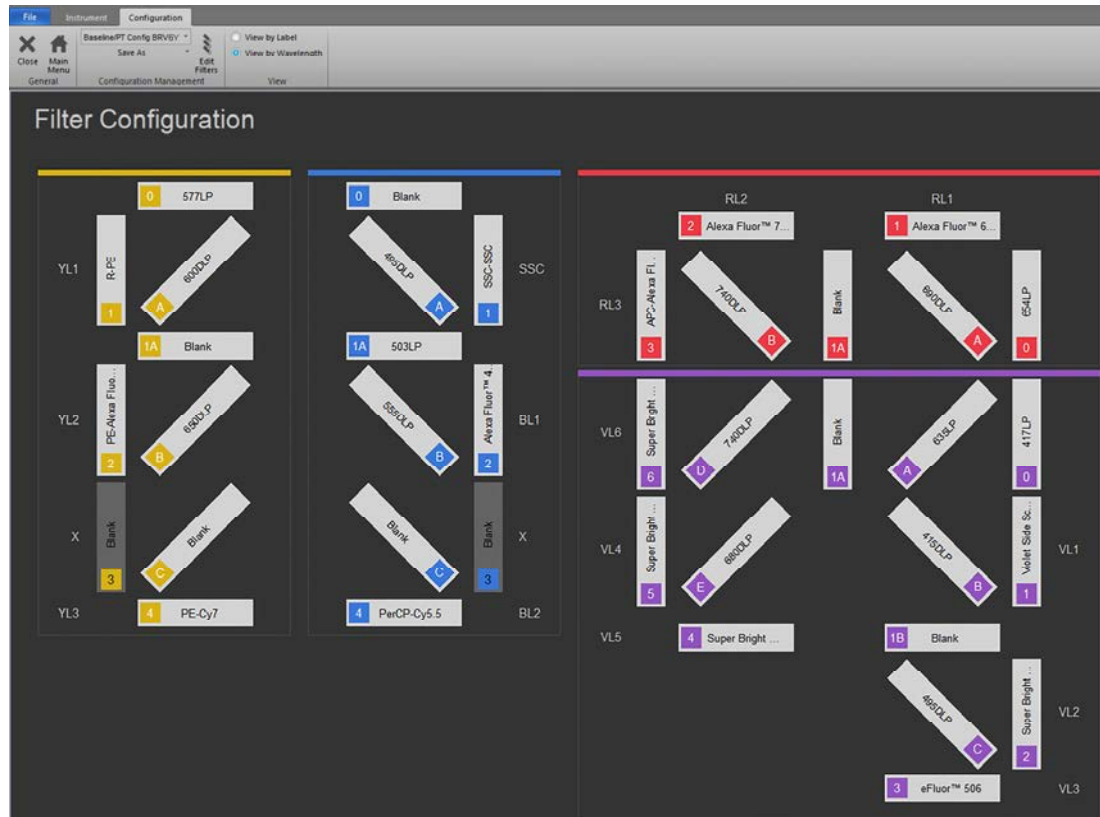 File Instrument Configuration
Baseline/PT Config BRVBY
View by Label
Save As
View by Wavelength
Close
Main Menu
Edit Filters
General
Configuration Management
View
Filter Configuration
0 577LP
YL1
R-PE 1
600DLP A
1A Blank
YL2
PE-Alexa Fluo... 2
650DLP B
X
Blank 3
Blank C
YL3
4 PE-Cy7
0 Blank
495DLP A
SSC-SSC 1
SSC
1A 503LP
555DLP B
Alexa Fluor™ 4... 2
BL1
Blank C
Blank 3
X
4 PerCP-Cy5.5
BL2
RL2
RL1
2 Alexa Fluor™ 7...
1 Alexa Fluor™ 6...
RL3
APC-Alexa Fl... 3
740DLP B
Blank 1A
690DLP A
654LP 0
VL6
Super Bright ... 6
740DLP D
Blank 1A
635LP A
417LP 0
VL4
Super Bright ... 5
680DLP E
415DLP B
Violet Side Sc... 1
VL1
VL5
4 Super Bright ...
1B Blank
495DLP C
Super Bright ... 2
VL2
3 eFluor™ 506
VL3